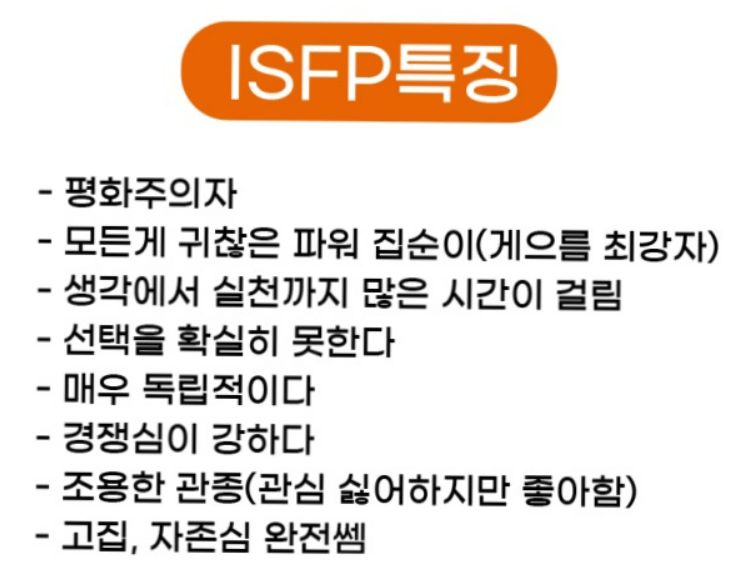 ISFP특징
- 평화주의자
- 모든게 귀찮은 파워 집순이(게으름 최강자)
- 생각에서 실천까지 많은 시간이 걸림
- 선택을 확실히 못한다
- 매우 독립적이다
- 경쟁심이 강하다
- 조용한 관종(관심 싫어하지만 좋아함)
- 고집, 자존심 완전쎔